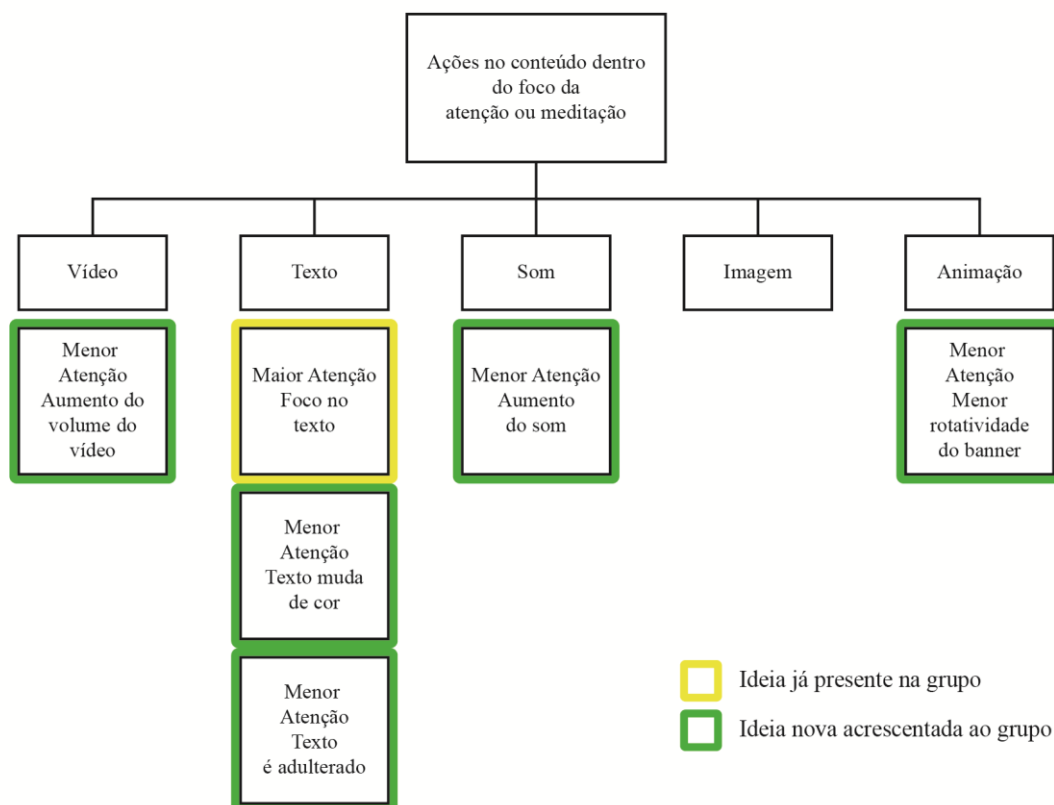 Ações no conteúdo dentro
do foco da
atenção ou meditação
Vídeo
Texto
Som
Imagem
Animação
Menor
Atenção
Aumento do
volume do
vídeo
Maior Atenção
Foco no
texto
Menor Atenção
Aumento
do som
Menor
Atenção
Menor
rotatividade
do banner
Menor
Atenção
Texto muda
de cor
Menor
Atenção
Texto
é adulterado
Ideia já presente na grupo
Ideia nova acrescentada ao grupo